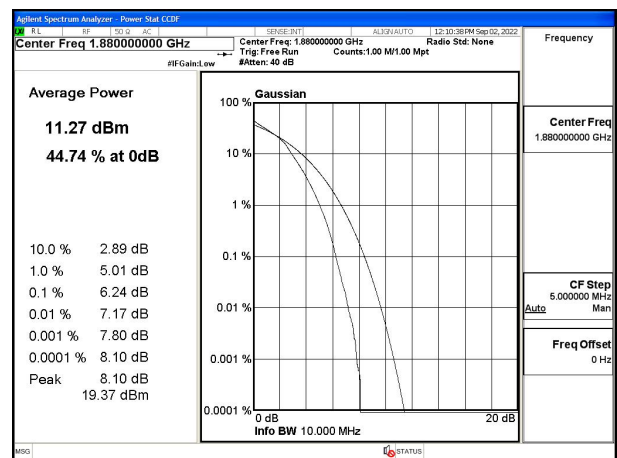 Agilent Spectrum Analyzer - Power Stat CCDF
RL RF 50 Ω AC SENSE:INT ALIGN AUTO 12:10:38 PM Sep 02, 2022
Center Freq 1.880000000 GHz
Center Freq: 1.880000000 GHz Radio Std: None
Trig: Free Run Counts:1.00 M/1.00 Mpt
#IFGain:Low #Atten: 40 dB
Frequency
Average Power
11.27 dBm
44.74 % at 0dB
10.0 % 2.89 dB
1.0 % 5.01 dB
0.1 % 6.24 dB
0.01 % 7.17 dB
0.001 % 7.80 dB
0.0001 % 8.10 dB
Peak 8.10 dB
19.37 dBm
Gaussian
100 %
10 %
1 %
0.1 %
0.01 %
0.001 %
0.0001 %
0 dB 20 dB
Info BW 10.000 MHz
Center Freq
1.880000000 GHz
CF Step
5.000000 MHz
Auto Man
Freq Offset
0 Hz
MSG STATUS